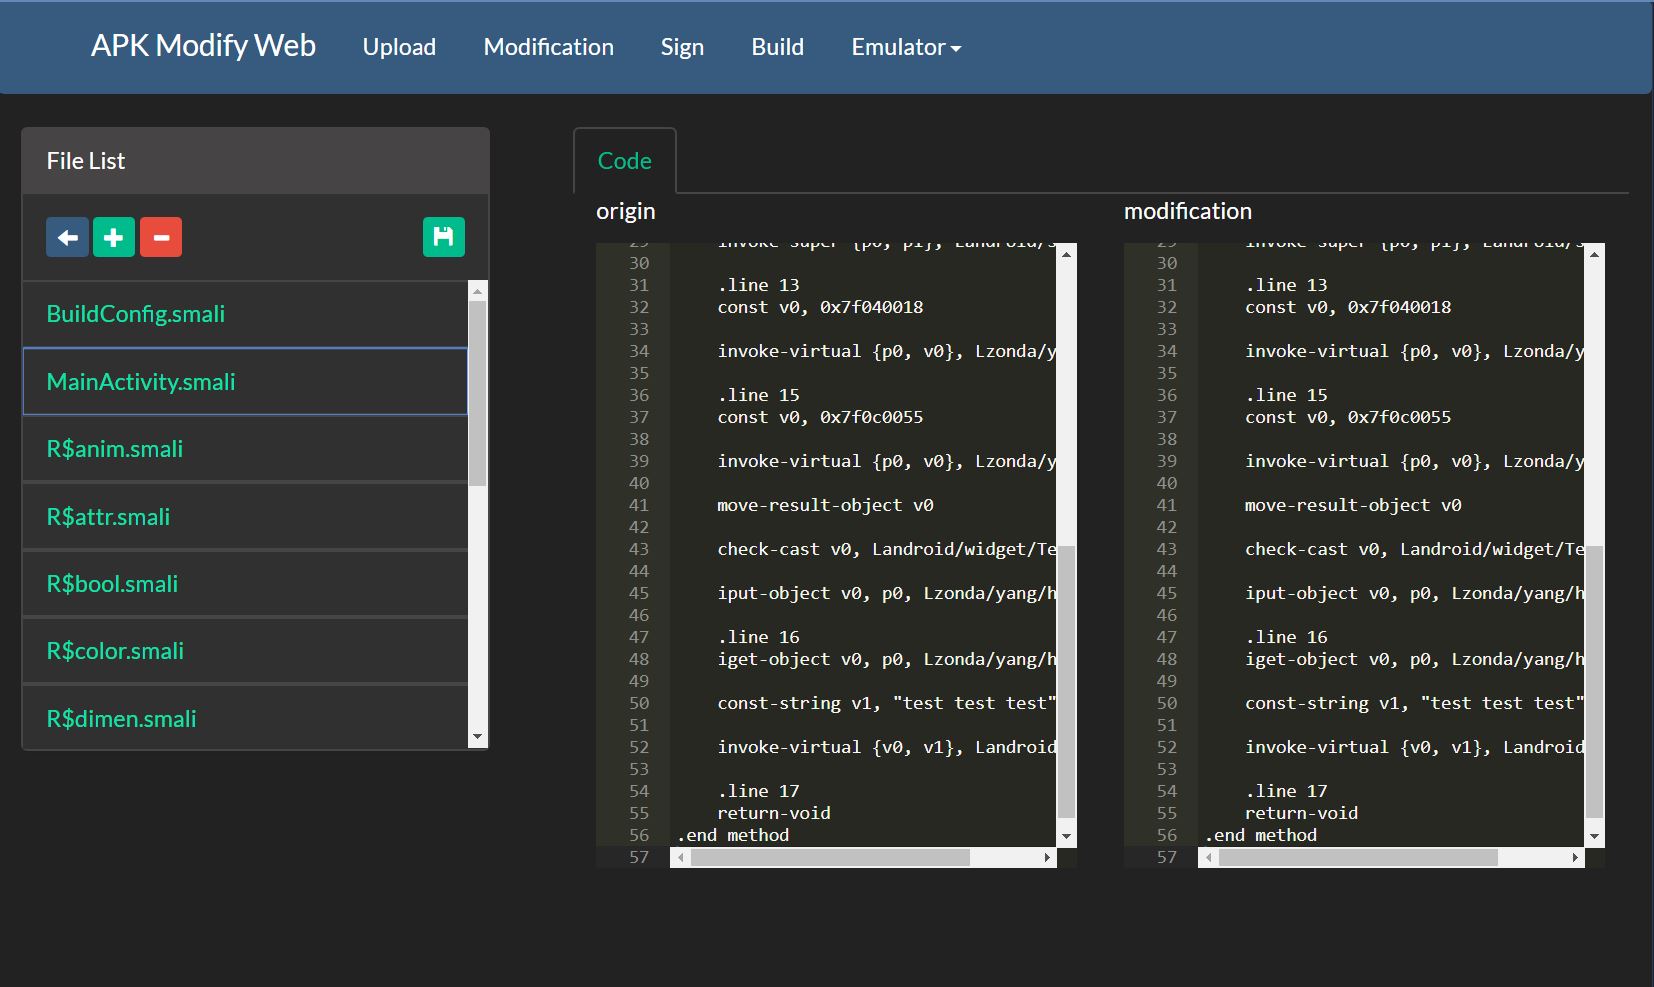 APK Modify Web Upload Modification Sign Build Emulator
File List
BuildConfig.smali
MainActivity.smali
R$anim.smali
R$attr.smali
R$bool.smali
R$color.smali
R$dimen.smali
Code
origin
29 invoke-super {p0, p1}, Landroid/s
30
31 .line 13
32 const v0, 0x7f040018
33
34 invoke-virtual {p0, v0}, Lzonda/y
35
36 .line 15
37 const v0, 0x7f0c0055
38
39 invoke-virtual {p0, v0}, Lzonda/y
40
41 move-result-object v0
42
43 check-cast v0, Landroid/widget/Te
44
45 iput-object v0, p0, Lzonda/yang/h
46
47 .line 16
48 iget-object v0, p0, Lzonda/yang/h
49
50 const-string v1, "test test test"
51
52 invoke-virtual {v0, v1}, Landroid
53
54 .line 17
55 return-void
56 .end method
57
modification
29 invoke-super {p0, p1}, Landroid/s
30
31 .line 13
32 const v0, 0x7f040018
33
34 invoke-virtual {p0, v0}, Lzonda/y
35
36 .line 15
37 const v0, 0x7f0c0055
38
39 invoke-virtual {p0, v0}, Lzonda/y
40
41 move-result-object v0
42
43 check-cast v0, Landroid/widget/Te
44
45 iput-object v0, p0, Lzonda/yang/h
46
47 .line 16
48 iget-object v0, p0, Lzonda/yang/h
49
50 const-string v1, "test test test"
51
52 invoke-virtual {v0, v1}, Landroid
53
54 .line 17
55 return-void
56 .end method
57